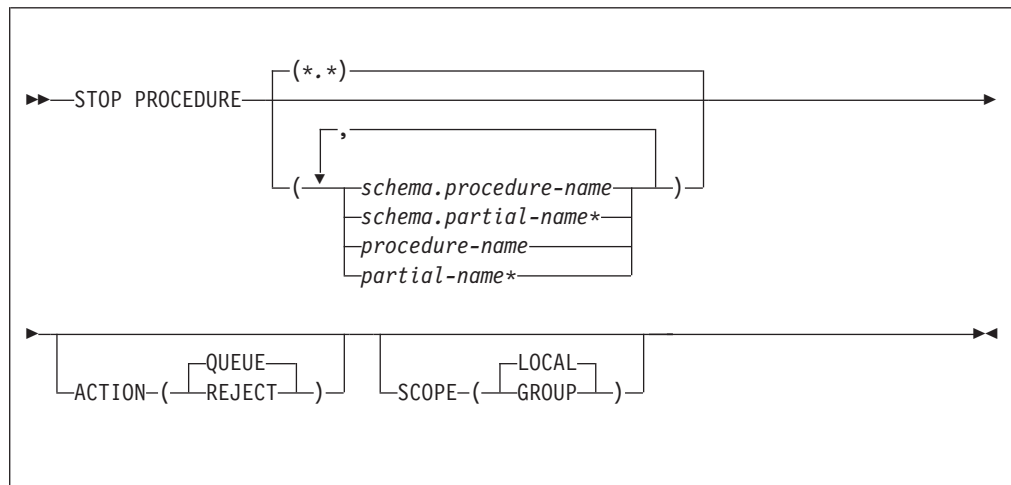 (*.*)
STOP PROCEDURE
,
( schema.procedure-name )
schema.partial-name*
procedure-name
partial-name*
QUEUE LOCAL
ACTION ( REJECT ) SCOPE ( GROUP )